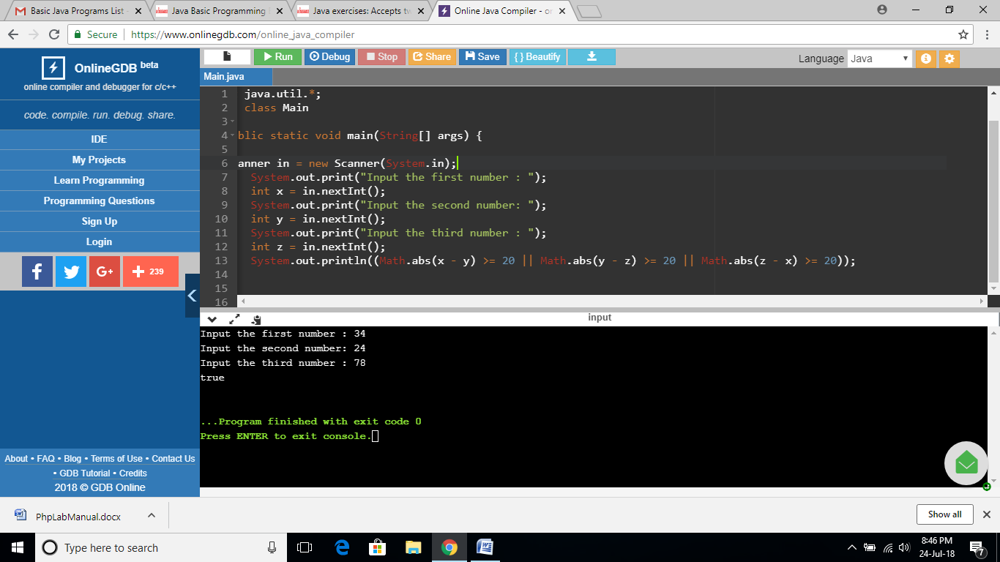 Basic Java Programs List -
Java Basic Programming
Java exercises: Accepts tw
Online Java Compiler - or
Secure | https://www.onlinegdb.com/online_java_compiler
OnlineGDB beta
online compiler and debugger for c/c++
code. compile. run. debug. share.
IDE
My Projects
Learn Programming
Programming Questions
Sign Up
Login
f
G+
+ 239
About • FAQ • Blog • Terms of Use • Contact Us
• GDB Tutorial • Credits
2018 © GDB Online
Run Debug Stop Share Save { } Beautify
Language Java
Main.java
1 java.util.*;
2 class Main
3
4 blic static void main(String[] args) {
5
6 anner in = new Scanner(System.in);
7 System.out.print("Input the first number : ");
8 int x = in.nextInt();
9 System.out.print("Input the second number: ");
10 int y = in.nextInt();
11 System.out.print("Input the third number : ");
12 int z = in.nextInt();
13 System.out.println((Math.abs(x - y) >= 20 || Math.abs(y - z) >= 20 || Math.abs(z - x) >= 20));
14
15
16
input
Input the first number : 34
Input the second number: 24
Input the third number : 78
true
...Program finished with exit code 0
Press ENTER to exit console.
PhpLabManual.docx
Show all
Type here to search
8:46 PM
24-Jul-18
7